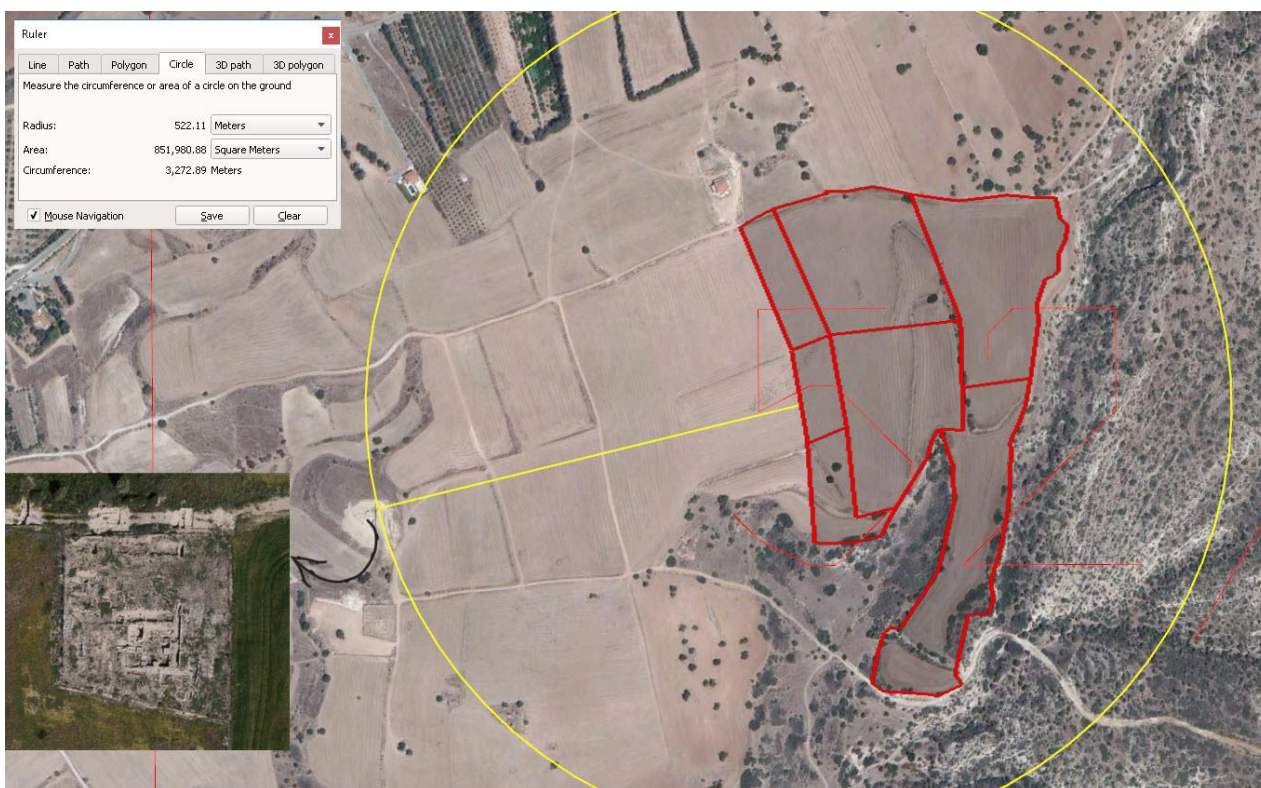 Ruler
x
Line Path Polygon Circle 3D path 3D polygon
Measure the circumference or area of a circle on the ground
Radius: 522.11 Meters
Area: 851,980.88 Square Meters
Circumference: 3,272.89 Meters
Mouse Navigation Save Clear